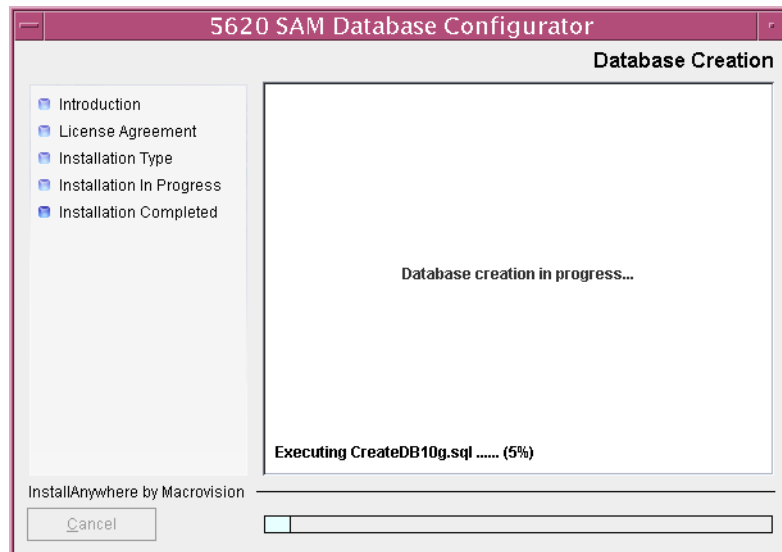 5620 SAM Database Configurator
Database Creation
Introduction
License Agreement
Installation Type
Installation In Progress
Installation Completed
Database creation in progress...
Executing CreateDB10g.sql ...... (5%)
InstallAnywhere by Macrovision
Cancel